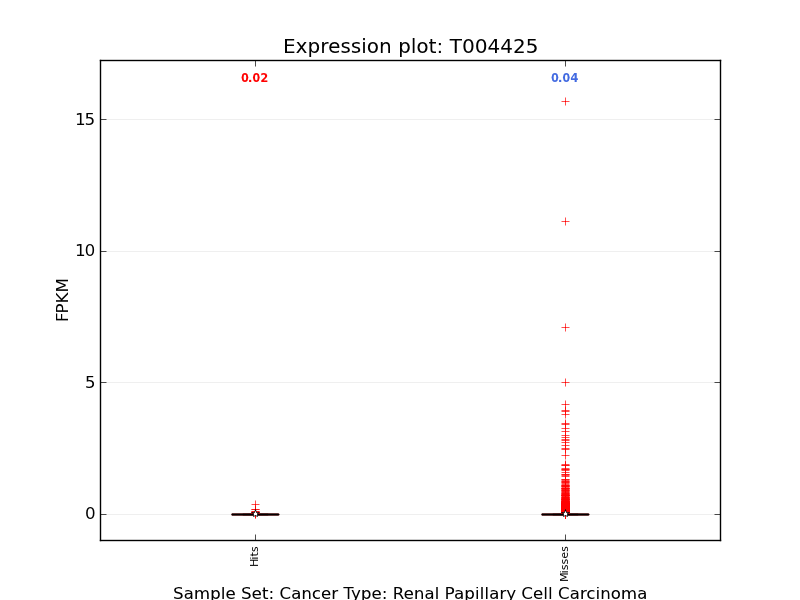 Expression plot: T004425
0.02
0.04
15
10
5
0
FPKM
Hits
Misses
Sample Set: Cancer Type: Renal Papillary Cell Carcinoma